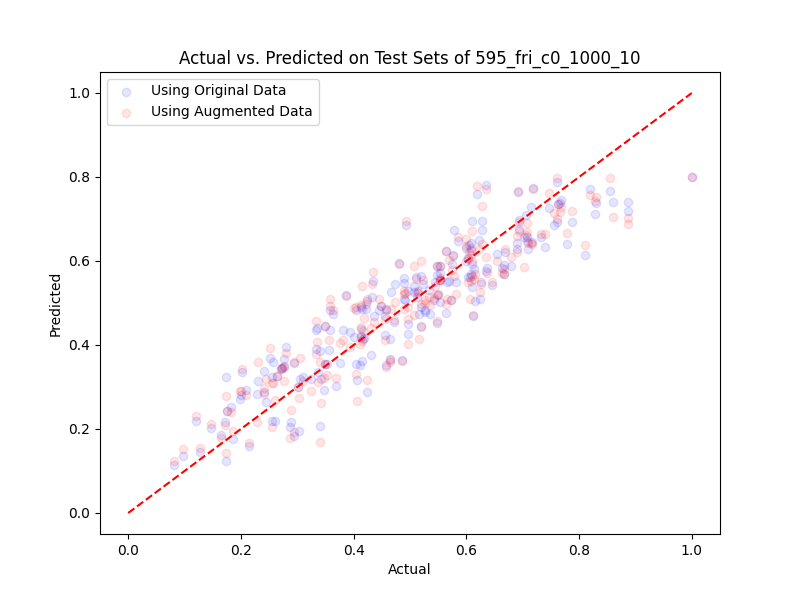 Actual vs. Predicted on Test Sets of 595_fri_c0_1000_10
Using Original Data
Using Augmented Data
1.0
0.8
0.6
0.4
0.2
0.0
Predicted
0.0 0.2 0.4 0.6 0.8 1.0
Actual